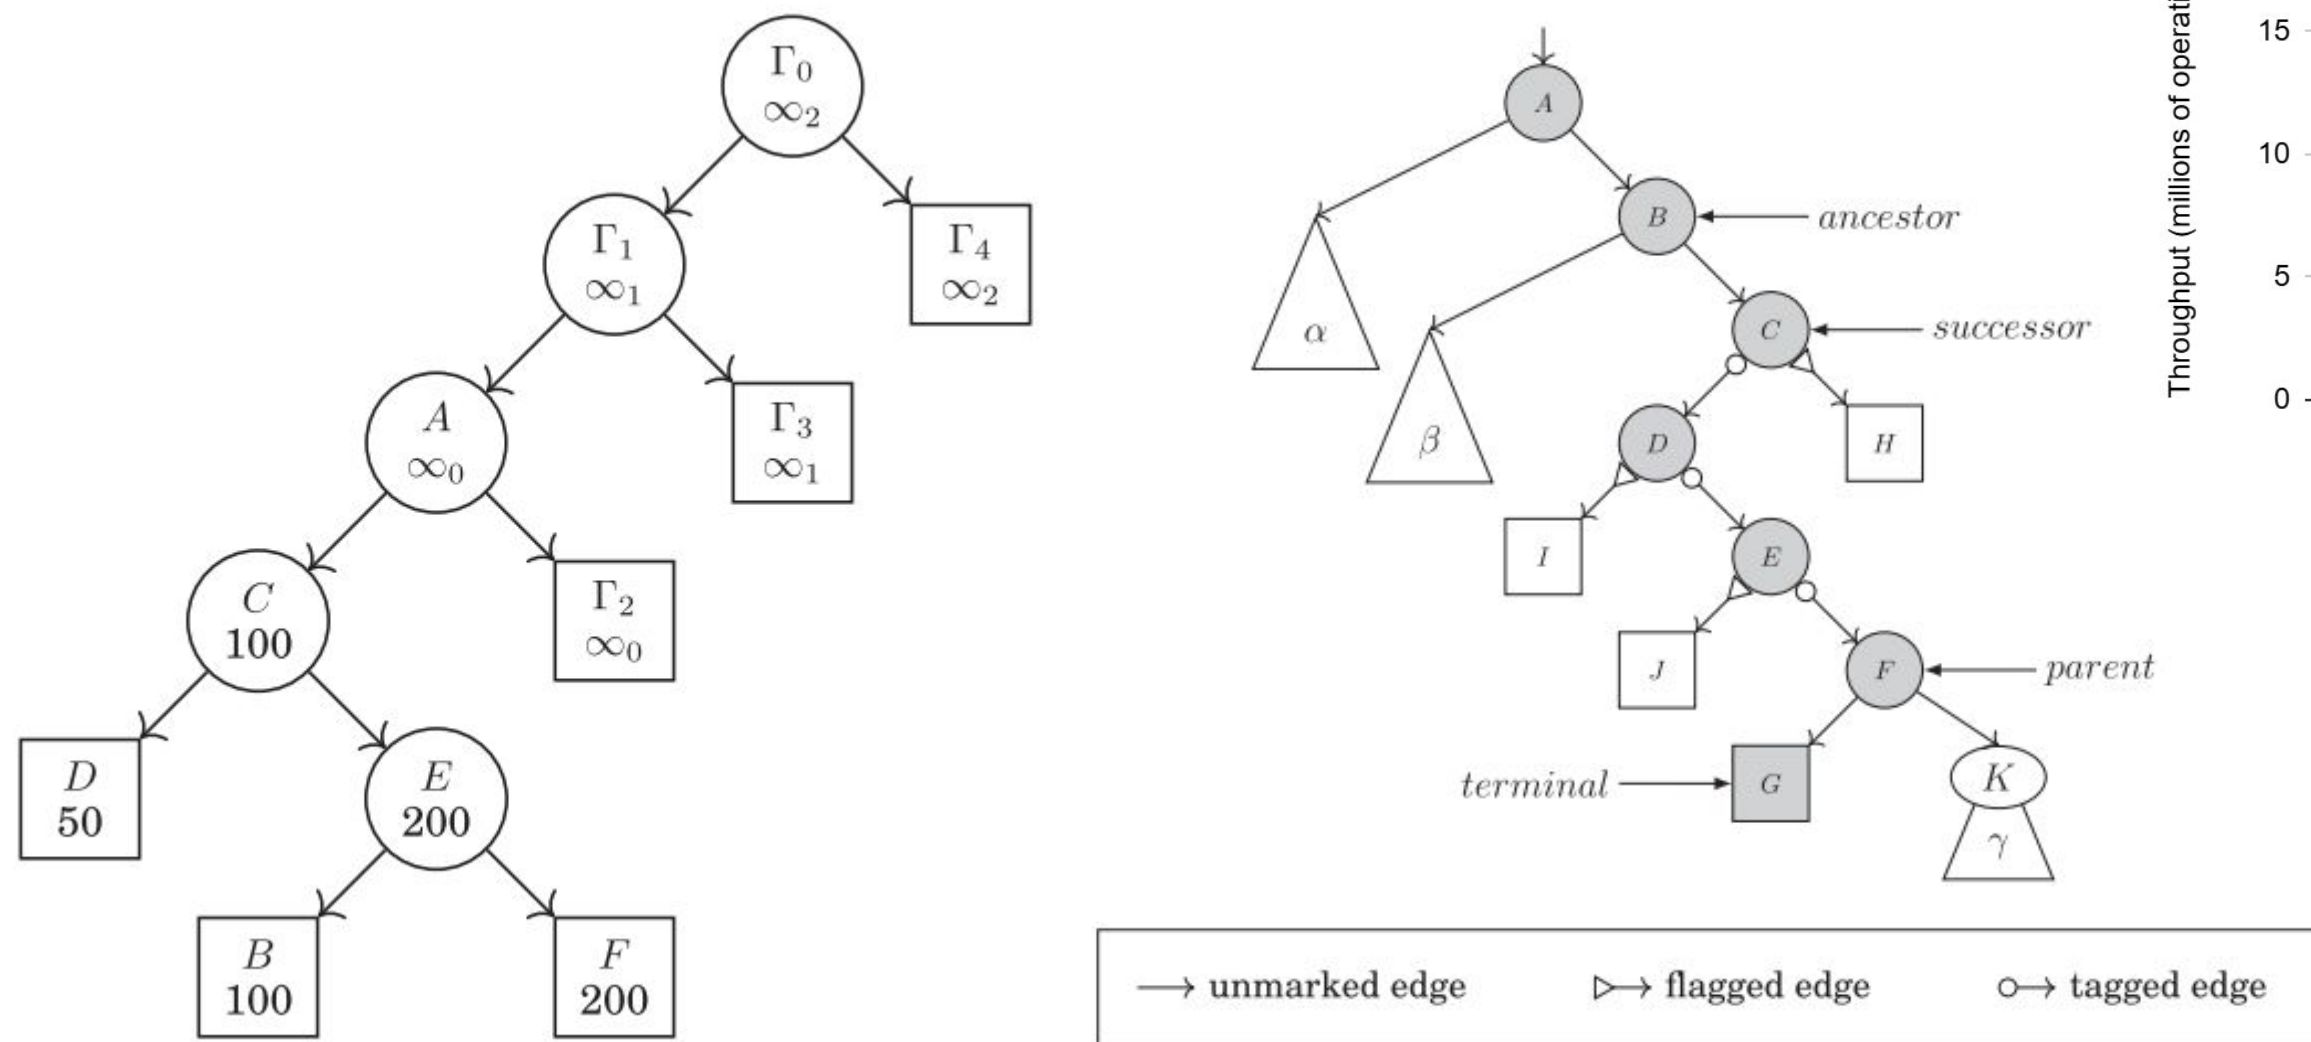 Γ₀
∞₂
Γ₁
∞₁
Γ₄
∞₂
A
∞₀
Γ₃
∞₁
C
100
Γ₂
∞₀
D
50
E
200
B
100
F
200
A
B
ancestor
α
C
successor
β
D
H
I
E
J
F
parent
terminal
G
K
γ
unmarked edge
flagged edge
tagged edge
Throughput (millions of
15
10
5
0